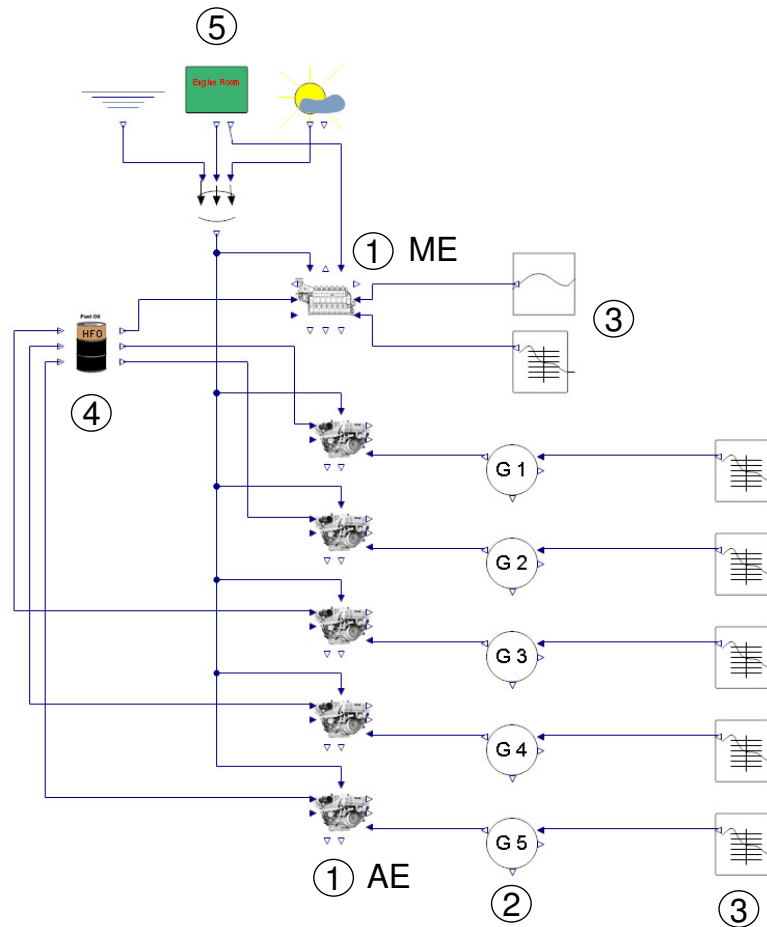 5
Engine Room
1 ME
3
Fuel Oil
HFO
4
G 1
G 2
G 3
G 4
G 5
1 AE
2
3